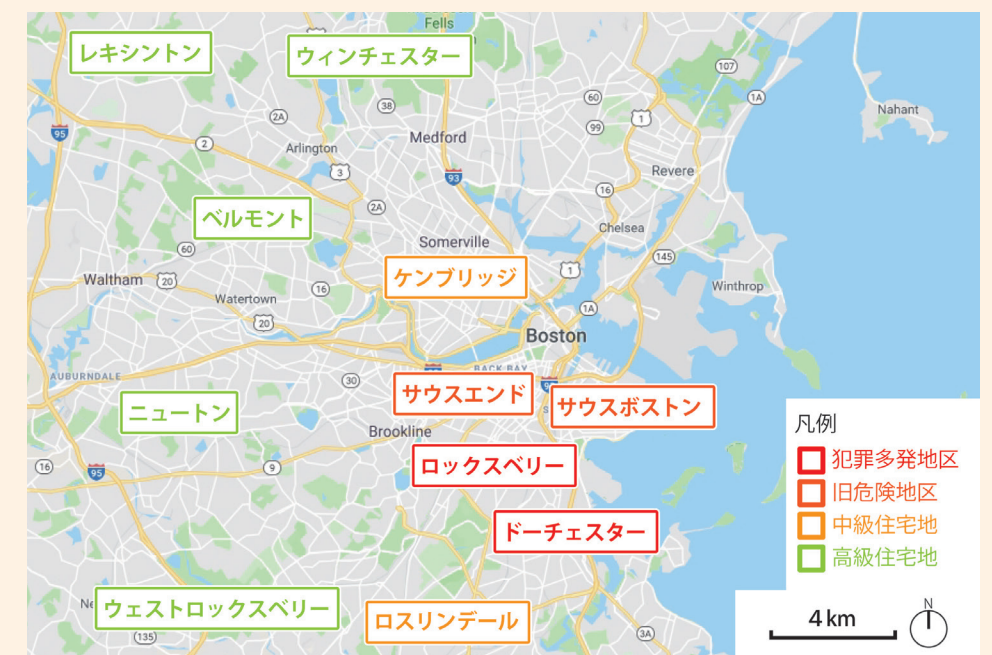 Fells
レキシントン
ウィンチェスター
107
1A
60
38
Nahant
2A
1
99
95
Medford
2
Arlington
3
93
Revere
16
2A
ベルモント
Chelsea
Somerville
60
145
ケンブリッジ
1
Waltham
20
16
Winthrop
Watertown
1A
20
Boston
BACK BAY
AUBURNDALE
30
サウスエンド
サウスボストン
ニュートン
Brookline
凡例
ロックスベリー
犯罪多発地区
16
95
9
旧危険地区
ドーチェスター
中級住宅地
高級住宅地
ウェストロックスベリー
ロスリンデール
4 km
N
135
3A